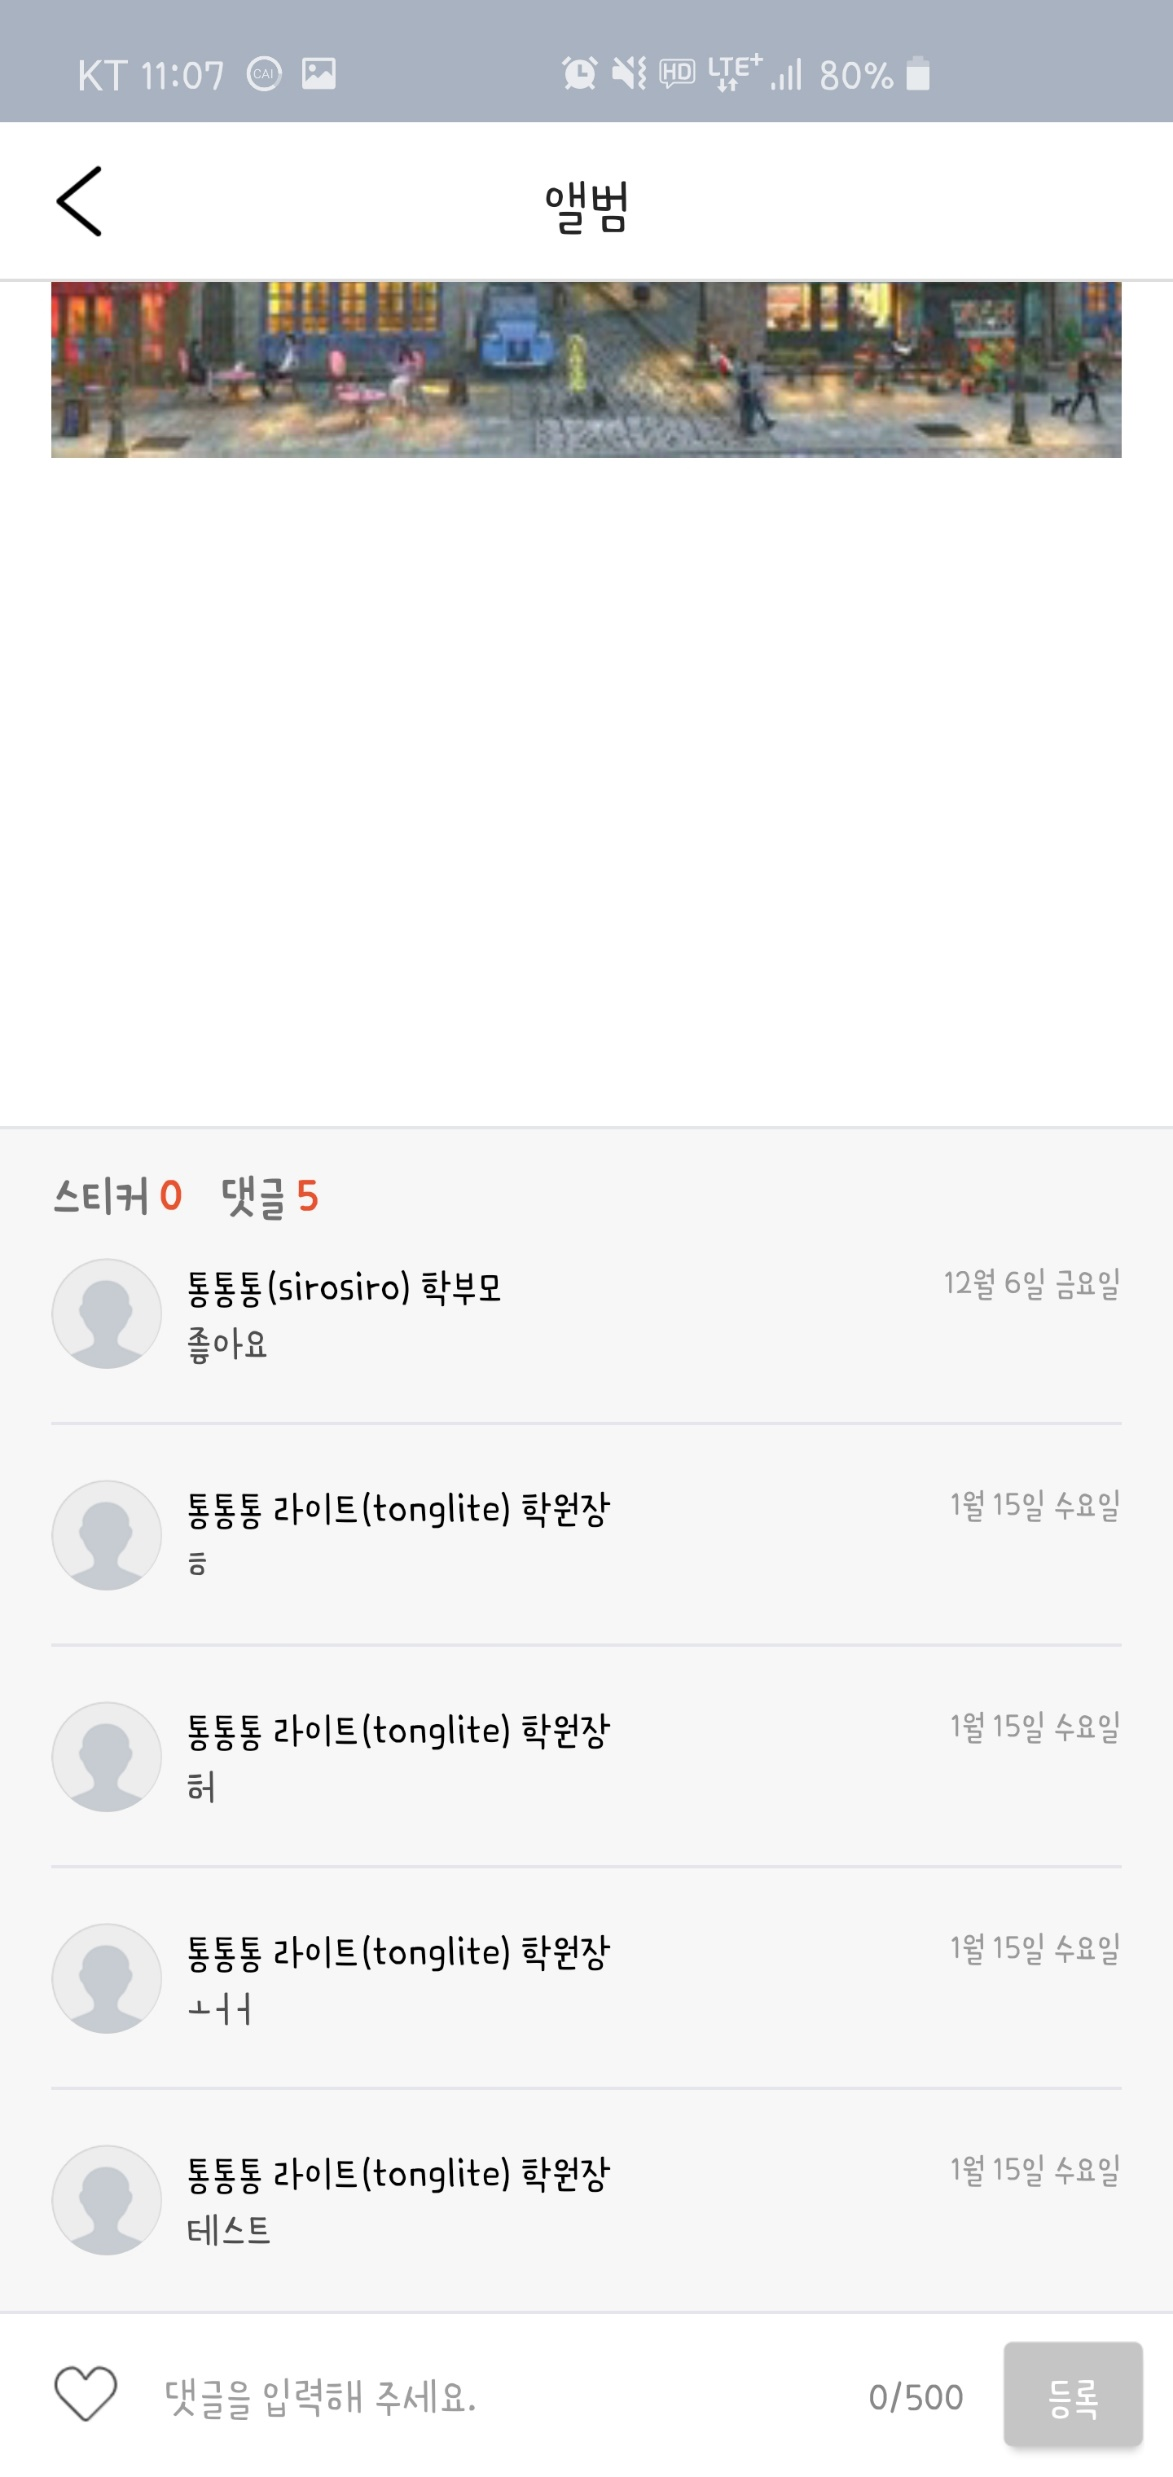 KT 11:07 CAI HD LTE+ 80%
앨범
스티커 0 댓글 5
통통통(sirosiro) 학부모 12월 6일 금요일
좋아요
통통통 라이트(tonglite) 학원장 1월 15일 수요일
ㅎ
통통통 라이트(tonglite) 학원장 1월 15일 수요일
허
통통통 라이트(tonglite) 학원장 1월 15일 수요일
ㅗㅓㅓ
통통통 라이트(tonglite) 학원장 1월 15일 수요일
테스트
댓글을 입력해 주세요. 0/500 등록